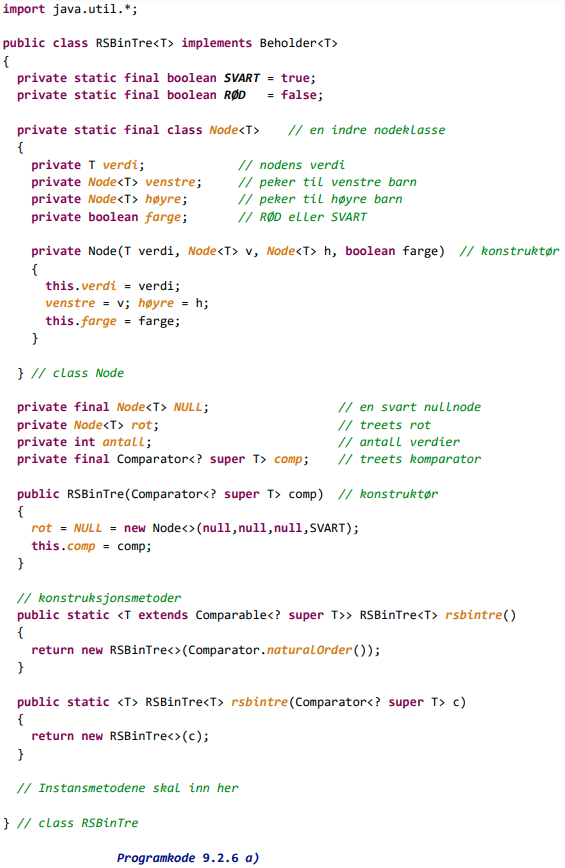 import java.util.*;
public class RSBinTre<T> implements Beholder<T>
{
private static final boolean SVART = true;
private static final boolean RØD = false;
private static final class Node<T> // en indre nodeklasse
{
private T verdi; // nodens verdi
private Node<T> venstre; // peker til venstre barn
private Node<T> høyre; // peker til høyre barn
private boolean farge; // RØD eller SVART
private Node(T verdi, Node<T> v, Node<T> h, boolean farge) // konstruktør
{
this.verdi = verdi;
venstre = v; høyre = h;
this.farge = farge;
}
} // class Node
private final Node<T> NULL; // en svart nullnode
private Node<T> rot; // treets rot
private int antall; // antall verdier
private final Comparator<? super T> comp; // treets komparator
public RSBinTre(Comparator<? super T> comp) // konstruktør
{
rot = NULL = new Node<>(null,null,null,SVART);
this.comp = comp;
}
// konstruksjonsmetoder
public static <T extends Comparable<? super T>> RSBinTre<T> rsbintre()
{
return new RSBinTre<>(Comparator.naturalOrder());
}
public static <T> RSBinTre<T> rsbintre(Comparator<? super T> c)
{
return new RSBinTre<>(c);
}
// Instansmetodene skal inn her
} // class RSBinTre
Programkode 9.2.6 a)